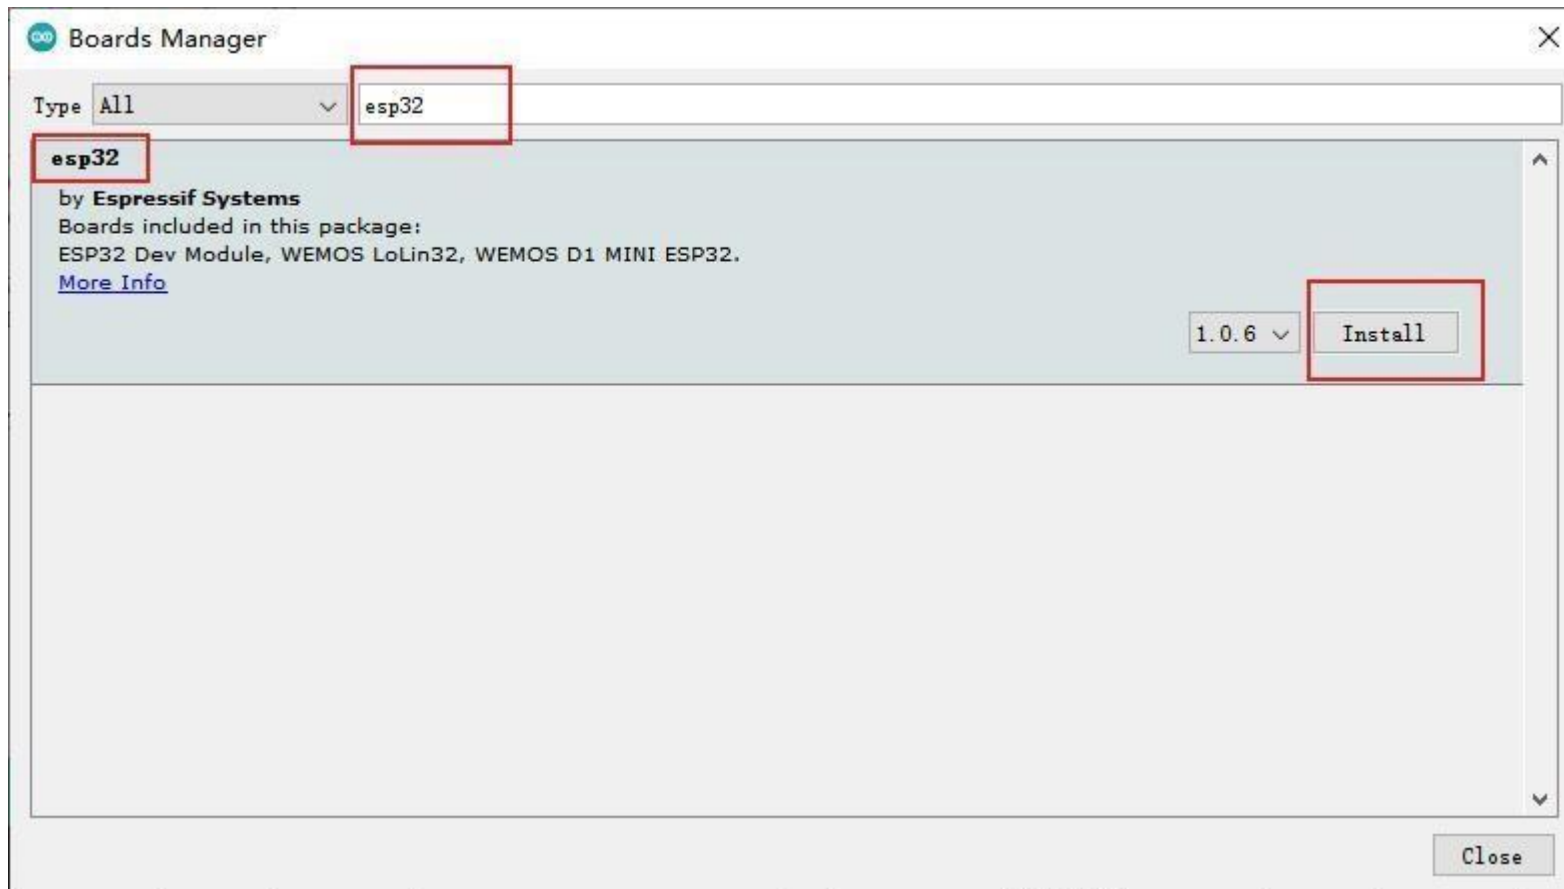 Boards Manager
Type All esp32
esp32
by Espressif Systems
Boards included in this package:
ESP32 Dev Module, WEMOS LoLin32, WEMOS D1 MINI ESP32.
More Info
1.0.6 Install
Close